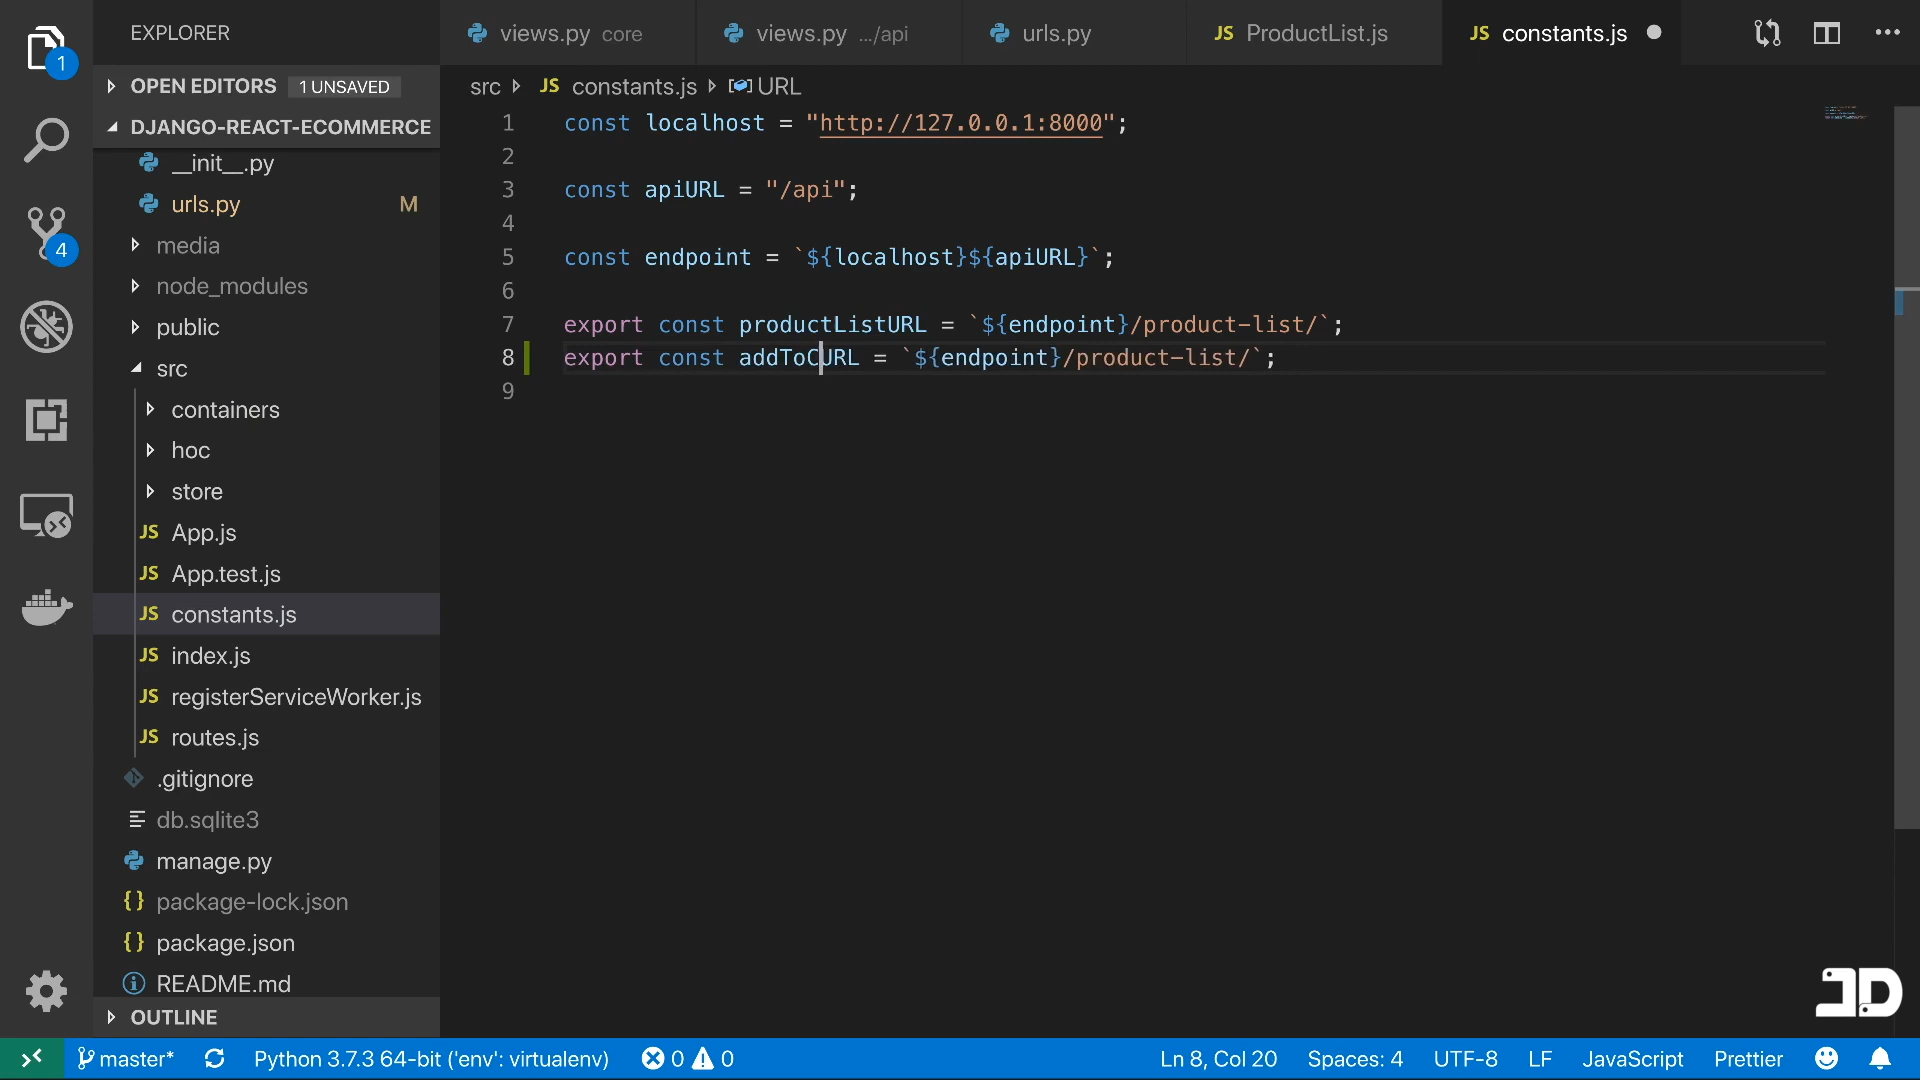 EXPLORER
OPEN EDITORS 1 UNSAVED
DJANGO-REACT-ECOMMERCE
__init__.py
urls.py M
media
node_modules
public
src
containers
hoc
store
JS App.js
JS App.test.js
JS constants.js
JS index.js
JS registerServiceWorker.js
JS routes.js
.gitignore
db.sqlite3
manage.py
{} package-lock.json
{} package.json
README.md
OUTLINE
1
4
views.py core
views.py .../api
urls.py
JS ProductList.js
JS constants.js
src JS constants.js URL
1 const localhost = "http://127.0.0.1:8000";
2
3 const apiURL = "/api";
4
5 const endpoint = `${localhost}${apiURL}`;
6
7 export const productListURL = `${endpoint}/product-list/`;
8 export const addToCURL = `${endpoint}/product-list/`;
9
JD
master* Python 3.7.3 64-bit ('env': virtualenv) 0 0 Ln 8, Col 20 Spaces: 4 UTF-8 LF JavaScript Prettier